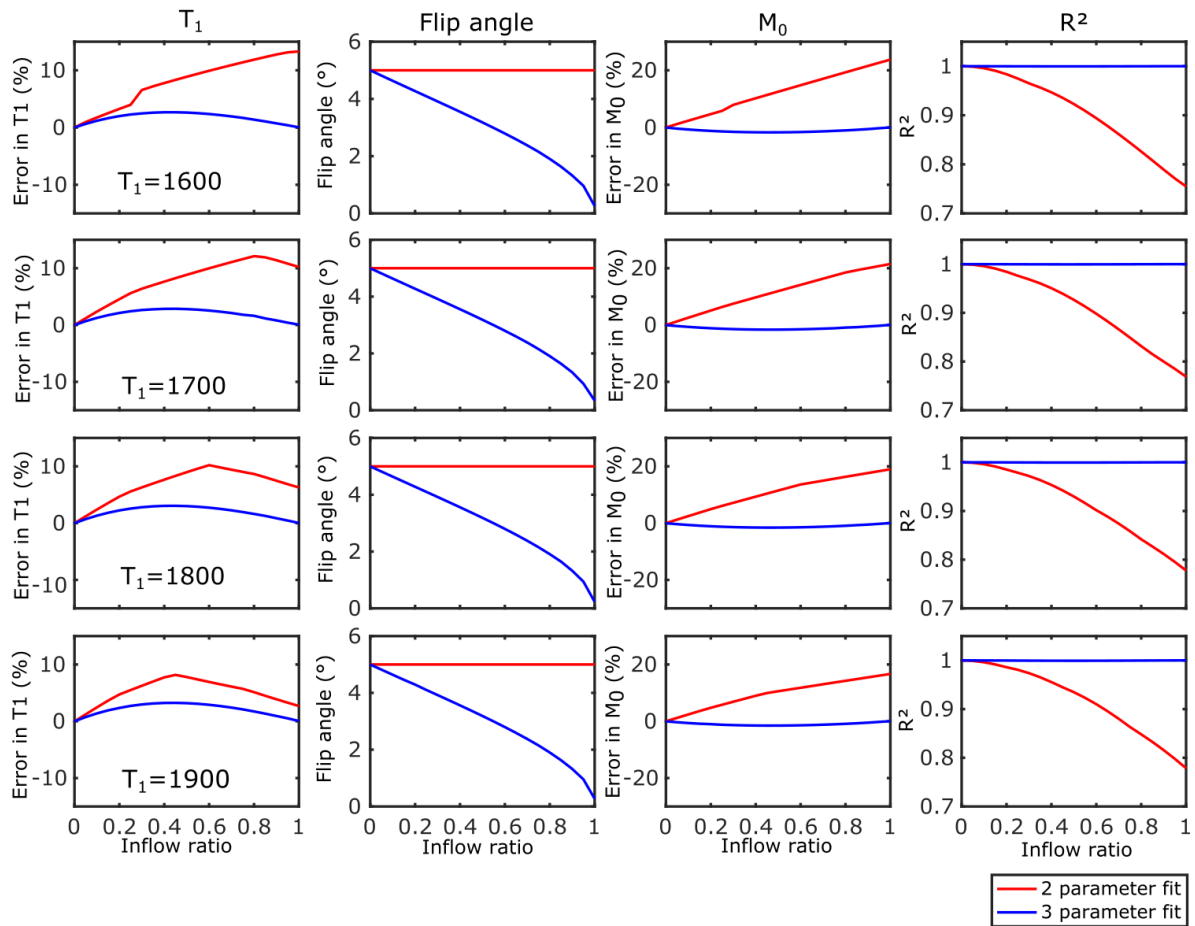 T₁ Flip angle M₀ R²
Error in T1 (%) 10 0 -10 T₁=1600
Flip angle (°) 6 4 2 0
Error in M₀ (%) 20 0 -20
R² 1 0.9 0.8 0.7
Error in T1 (%) 10 0 -10 T₁=1700
Flip angle (°) 6 4 2 0
Error in M₀ (%) 20 0 -20
R² 1 0.9 0.8 0.7
Error in T1 (%) 10 0 -10 T₁=1800
Flip angle (°) 6 4 2 0
Error in M₀ (%) 20 0 -20
R² 1 0.9 0.8 0.7
Error in T1 (%) 10 0 -10 T₁=1900
Flip angle (°) 6 4 2 0
Error in M₀ (%) 20 0 -20
R² 1 0.9 0.8 0.7
0 0.2 0.4 0.6 0.8 1 0 0.2 0.4 0.6 0.8 1 0 0.2 0.4 0.6 0.8 1 0 0.2 0.4 0.6 0.8 1
Inflow ratio Inflow ratio Inflow ratio Inflow ratio
2 parameter fit
3 parameter fit